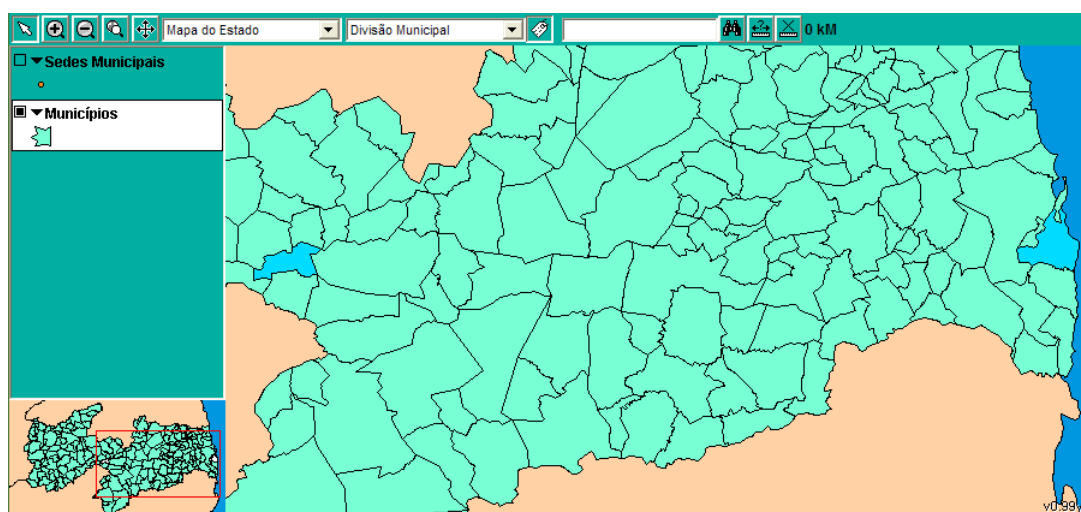 Mapa do Estado
Divisão Municipal
0 kM
Sedes Municipais
Municípios
v0.99